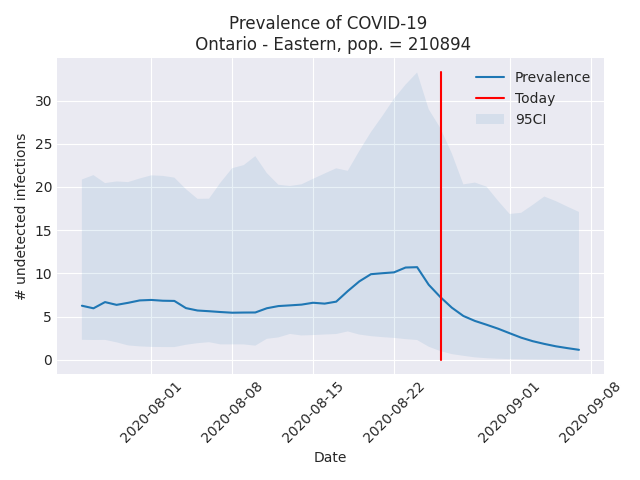 Prevalence of COVID-19
Ontario - Eastern, pop. = 210894
Prevalence
Today
95CI
# undetected infections
30
25
20
15
10
5
0
2020-08-01
2020-08-08
2020-08-15
2020-08-22
2020-09-01
2020-09-08
Date